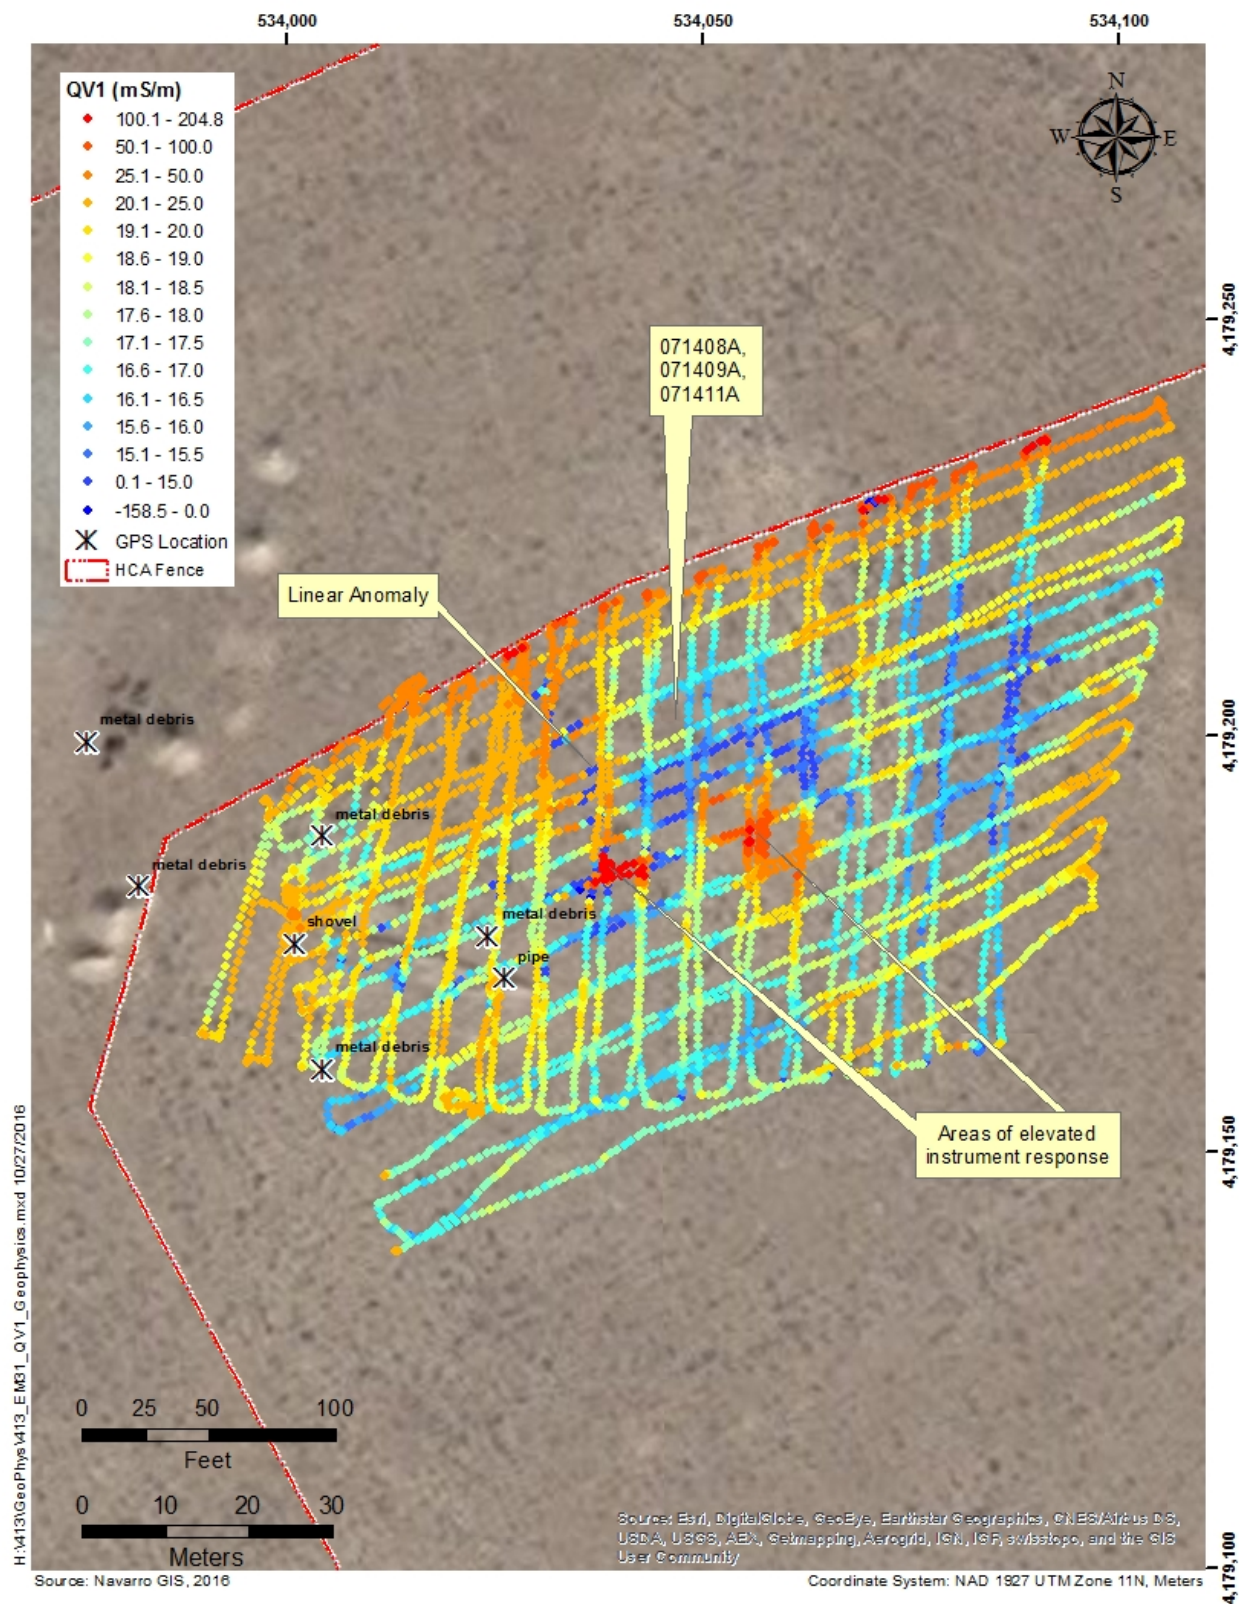 534,000
534,050
534,100
QV1 (mS/m)
100.1 - 204.8
50.1 - 100.0
25.1 - 50.0
20.1 - 25.0
19.1 - 20.0
18.6 - 19.0
18.1 - 18.5
17.6 - 18.0
17.1 - 17.5
16.6 - 17.0
16.1 - 16.5
15.6 - 16.0
15.1 - 15.5
0.1 - 15.0
-158.5 - 0.0
GPS Location
HCA Fence
N
W
E
S
4,179,250
071408A,
071409A,
071411A
Linear Anomaly
metal debris
4,179,200
metal debris
metal debris
metal debris
shovel
pipe
metal debris
Areas of elevated
instrument response
4,179,150
H:\413\GeoPhys\413_EM31_QV1_Geophysics.mxd 10/27/2016
0 25 50 100
Feet
0 10 20 30
Meters
Source: Esri, DigitalGlobe, GeoEye, Earthstar Geographics, CNES/Airbus DS,
USDA, USGS, AEX, Getmapping, Aerogrid, IGN, IGP, swisstopo, and the GIS
User Community
4,179,100
Source: Navarro GIS, 2016
Coordinate System: NAD 1927 UTM Zone 11N, Meters